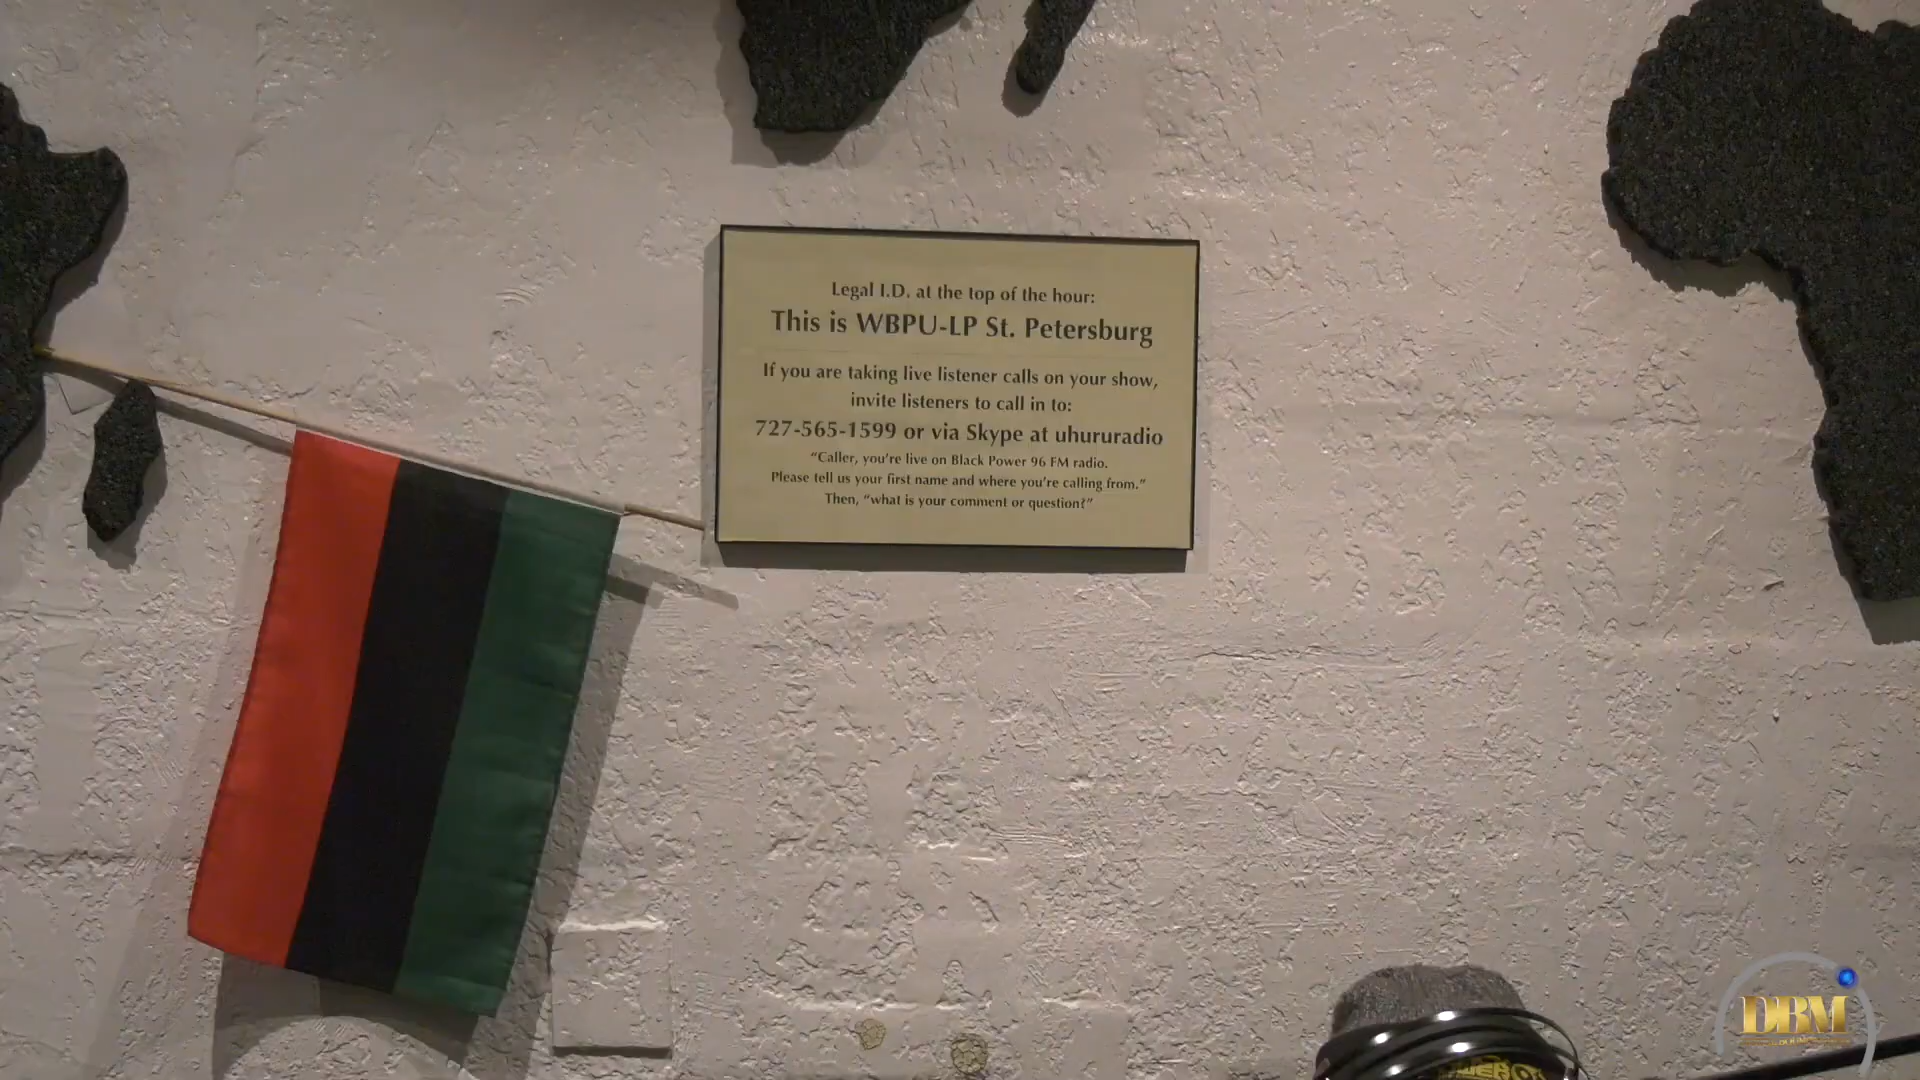 Legal I.D. at the top of the hour:
This is WBPU-LP St. Petersburg
If you are taking live listener calls on your show,
invite listeners to call in to:
727-565-1599 or via Skype at uhururadio
“Caller, you’re live on Black Power 96 FM radio.
Please tell us your first name and where you’re calling from.”
Then, “what is your comment or question?”
DBM